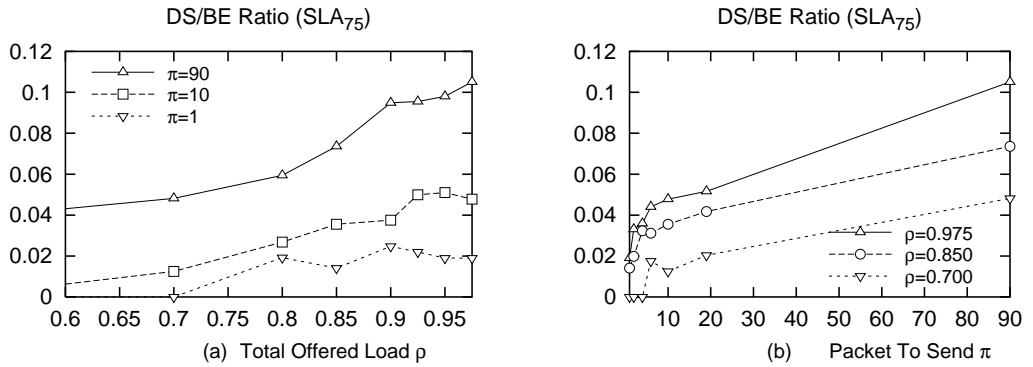 DS/BE Ratio (SLA75)
0.12
0.1
0.08
0.06
0.04
0.02
0
π=90
π=10
π=1
0.6 0.65 0.7 0.75 0.8 0.85 0.9 0.95
(a) Total Offered Load ρ
DS/BE Ratio (SLA75)
0.12
0.1
0.08
0.06
0.04
0.02
0
ρ=0.975
ρ=0.850
ρ=0.700
10 20 30 40 50 60 70 80 90
(b) Packet To Send π